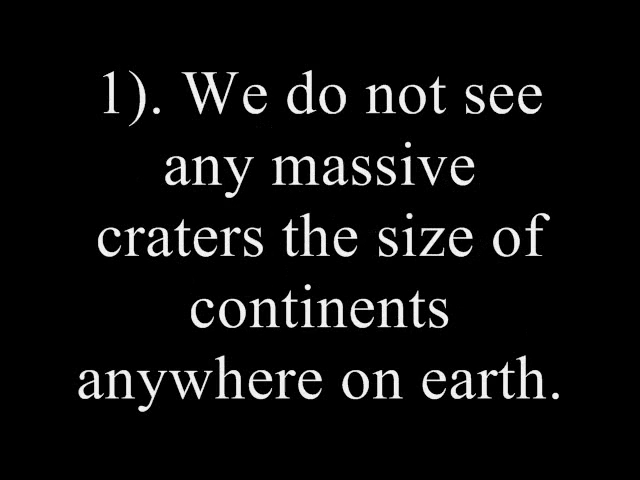 1). We do not see
any massive
craters the size of
continents
anywhere on earth.